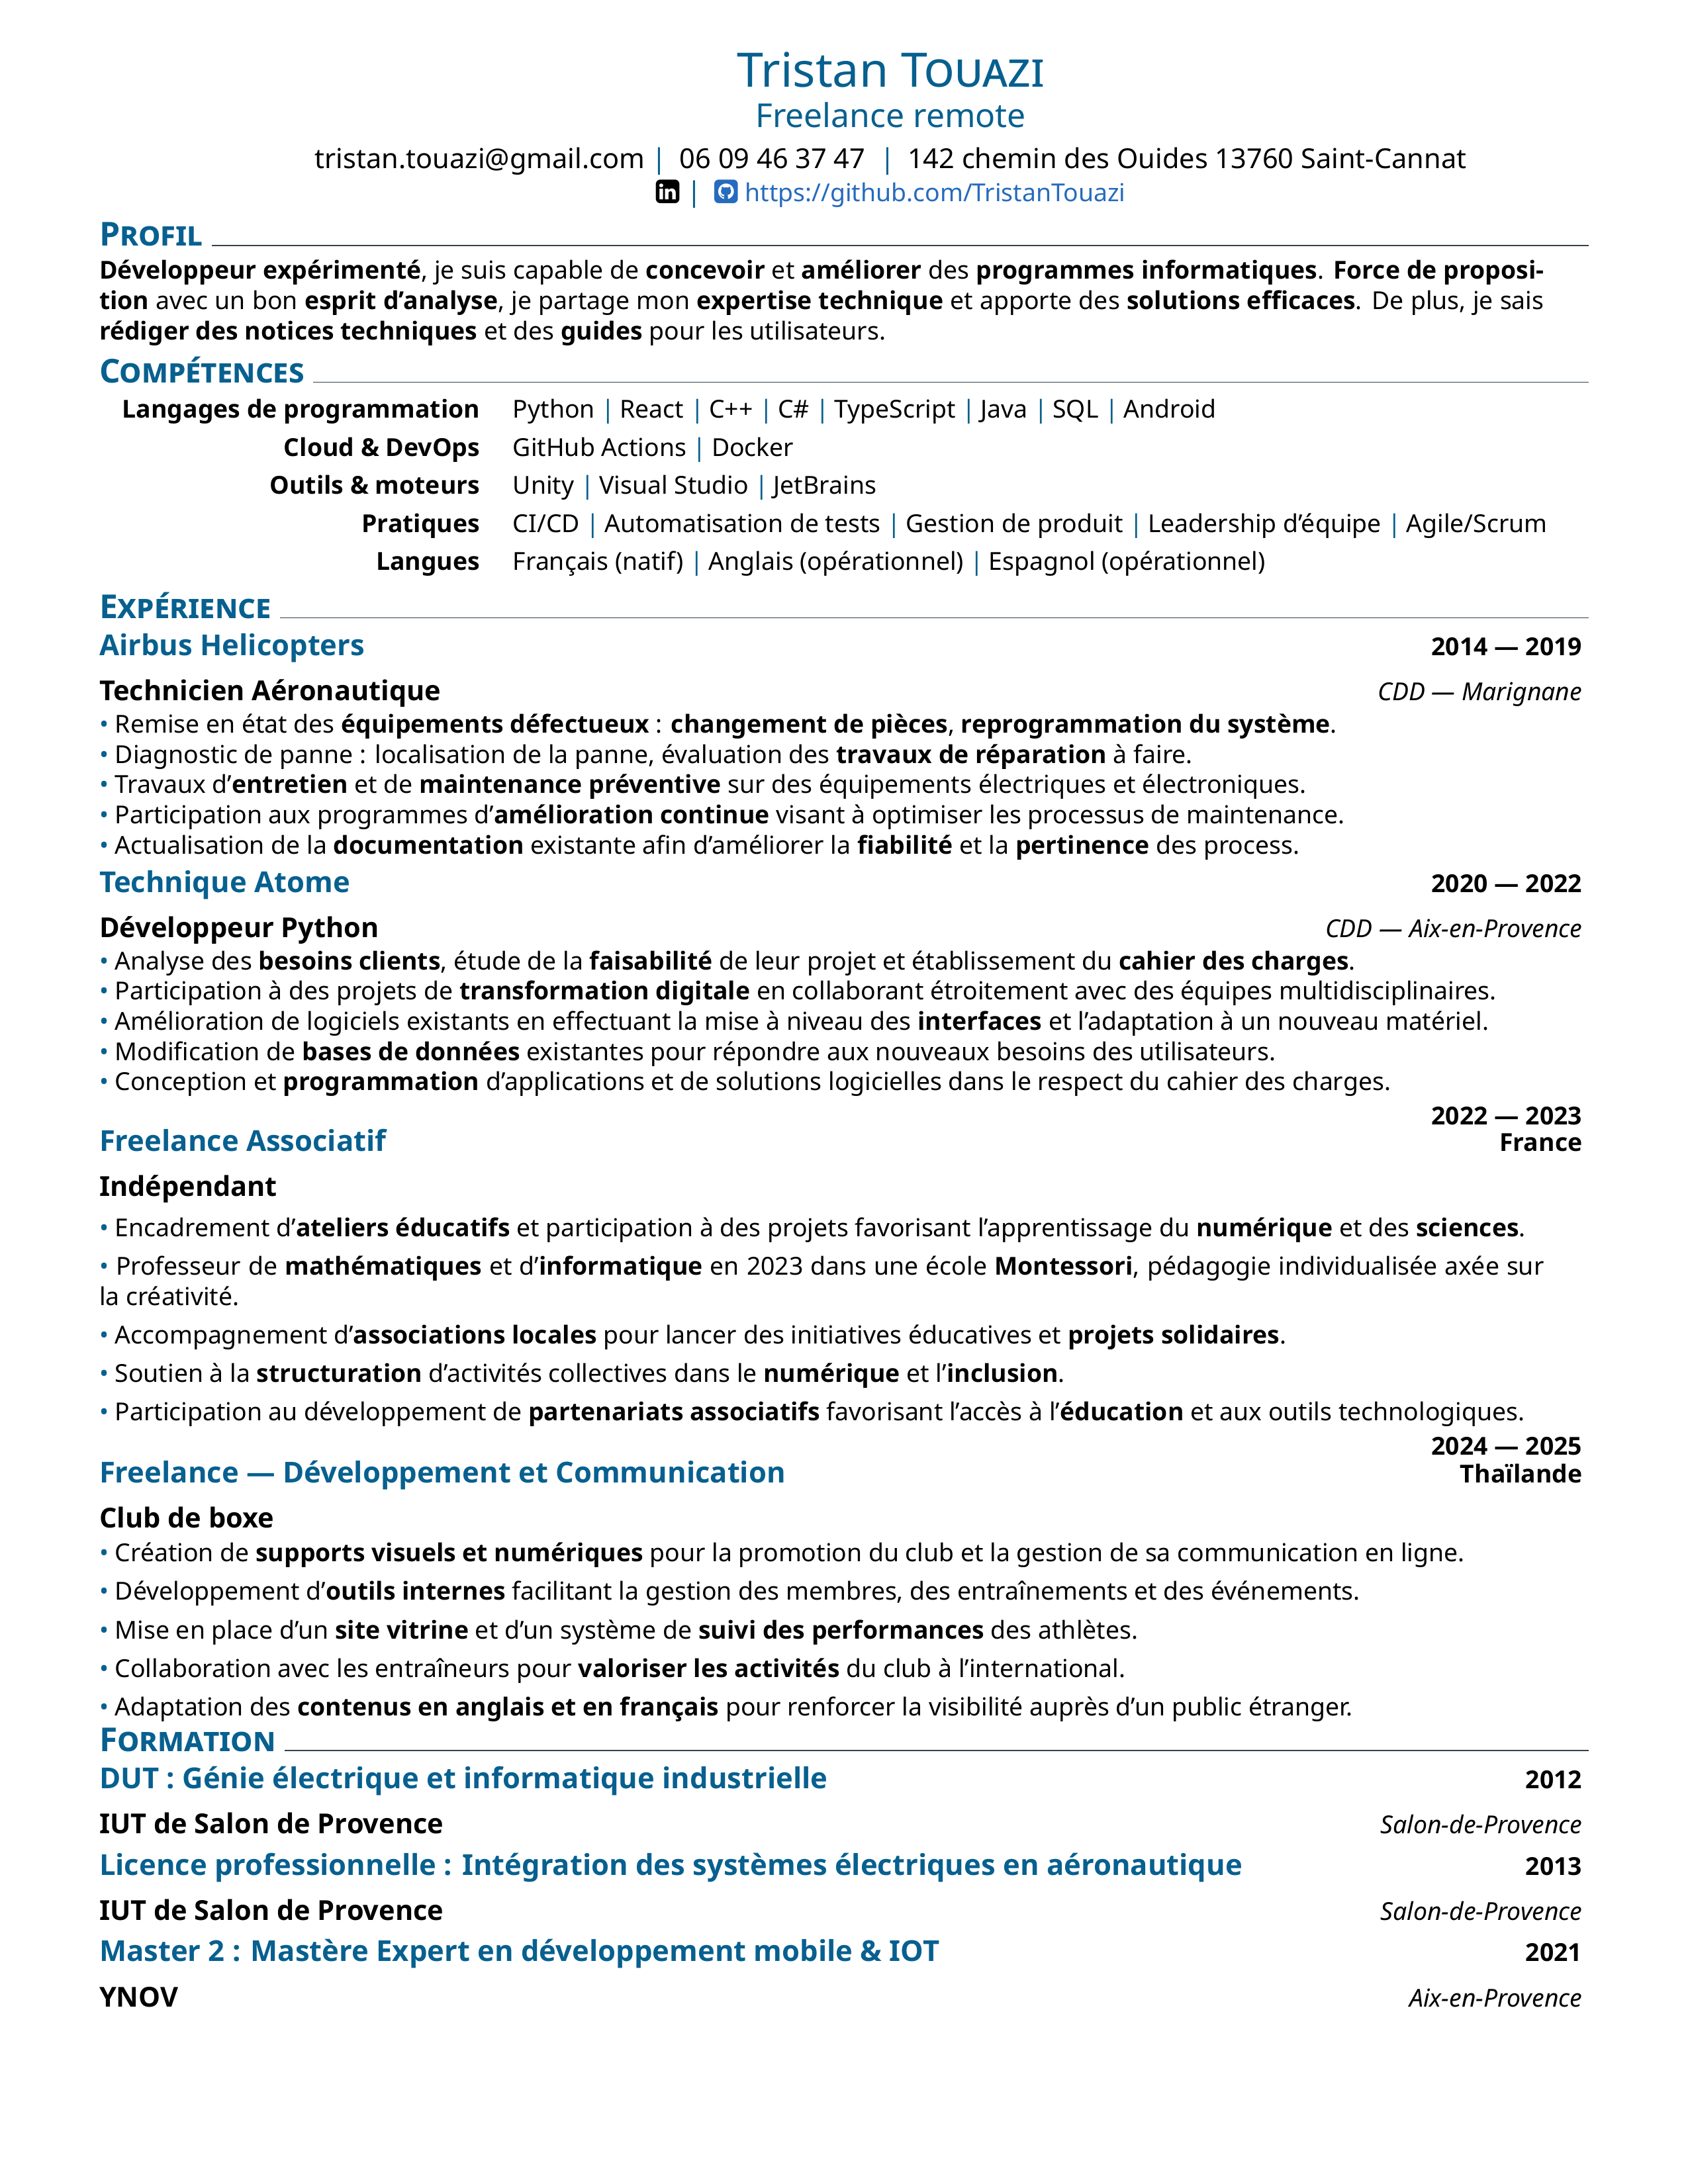 Tristan TOUAZI
Freelance remote
tristan.touazi@gmail.com | 06 09 46 37 47 | 142 chemin des Ouides 13760 Saint-Cannat
in | https://github.com/TristanTouazi
PROFIL
Développeur expérimenté, je suis capable de concevoir et améliorer des programmes informatiques. Force de proposi-
tion avec un bon esprit d’analyse, je partage mon expertise technique et apporte des solutions efficaces. De plus, je sais
rédiger des notices techniques et des guides pour les utilisateurs.
COMPÉTENCES
Langages de programmation Python | React | C++ | C# | TypeScript | Java | SQL | Android
Cloud & DevOps GitHub Actions | Docker
Outils & moteurs Unity | Visual Studio | JetBrains
Pratiques CI/CD | Automatisation de tests | Gestion de produit | Leadership d’équipe | Agile/Scrum
Langues Français (natif) | Anglais (opérationnel) | Espagnol (opérationnel)
EXPÉRIENCE
Airbus Helicopters 2014 — 2019
Technicien Aéronautique CDD — Marignane
• Remise en état des équipements défectueux : changement de pièces, reprogrammation du système.
• Diagnostic de panne : localisation de la panne, évaluation des travaux de réparation à faire.
• Travaux d’entretien et de maintenance préventive sur des équipements électriques et électroniques.
• Participation aux programmes d’amélioration continue visant à optimiser les processus de maintenance.
• Actualisation de la documentation existante afin d’améliorer la fiabilité et la pertinence des process.
Technique Atome 2020 — 2022
Développeur Python CDD — Aix-en-Provence
• Analyse des besoins clients, étude de la faisabilité de leur projet et établissement du cahier des charges.
• Participation à des projets de transformation digitale en collaborant étroitement avec des équipes multidisciplinaires.
• Amélioration de logiciels existants en effectuant la mise à niveau des interfaces et l’adaptation à un nouveau matériel.
• Modification de bases de données existantes pour répondre aux nouveaux besoins des utilisateurs.
• Conception et programmation d’applications et de solutions logicielles dans le respect du cahier des charges.
2022 — 2023
Freelance Associatif France
Indépendant
• Encadrement d’ateliers éducatifs et participation à des projets favorisant l’apprentissage du numérique et des sciences.
• Professeur de mathématiques et d’informatique en 2023 dans une école Montessori, pédagogie individualisée axée sur
la créativité.
• Accompagnement d’associations locales pour lancer des initiatives éducatives et projets solidaires.
• Soutien à la structuration d’activités collectives dans le numérique et l’inclusion.
• Participation au développement de partenariats associatifs favorisant l’accès à l’éducation et aux outils technologiques.
2024 — 2025
Freelance — Développement et Communication Thaïlande
Club de boxe
• Création de supports visuels et numériques pour la promotion du club et la gestion de sa communication en ligne.
• Développement d’outils internes facilitant la gestion des membres, des entraînements et des événements.
• Mise en place d’un site vitrine et d’un système de suivi des performances des athlètes.
• Collaboration avec les entraîneurs pour valoriser les activités du club à l’international.
• Adaptation des contenus en anglais et en français pour renforcer la visibilité auprès d’un public étranger.
FORMATION
DUT : Génie électrique et informatique industrielle 2012
IUT de Salon de Provence Salon-de-Provence
Licence professionnelle : Intégration des systèmes électriques en aéronautique 2013
IUT de Salon de Provence Salon-de-Provence
Master 2 : Mastère Expert en développement mobile & IOT 2021
YNOV Aix-en-Provence